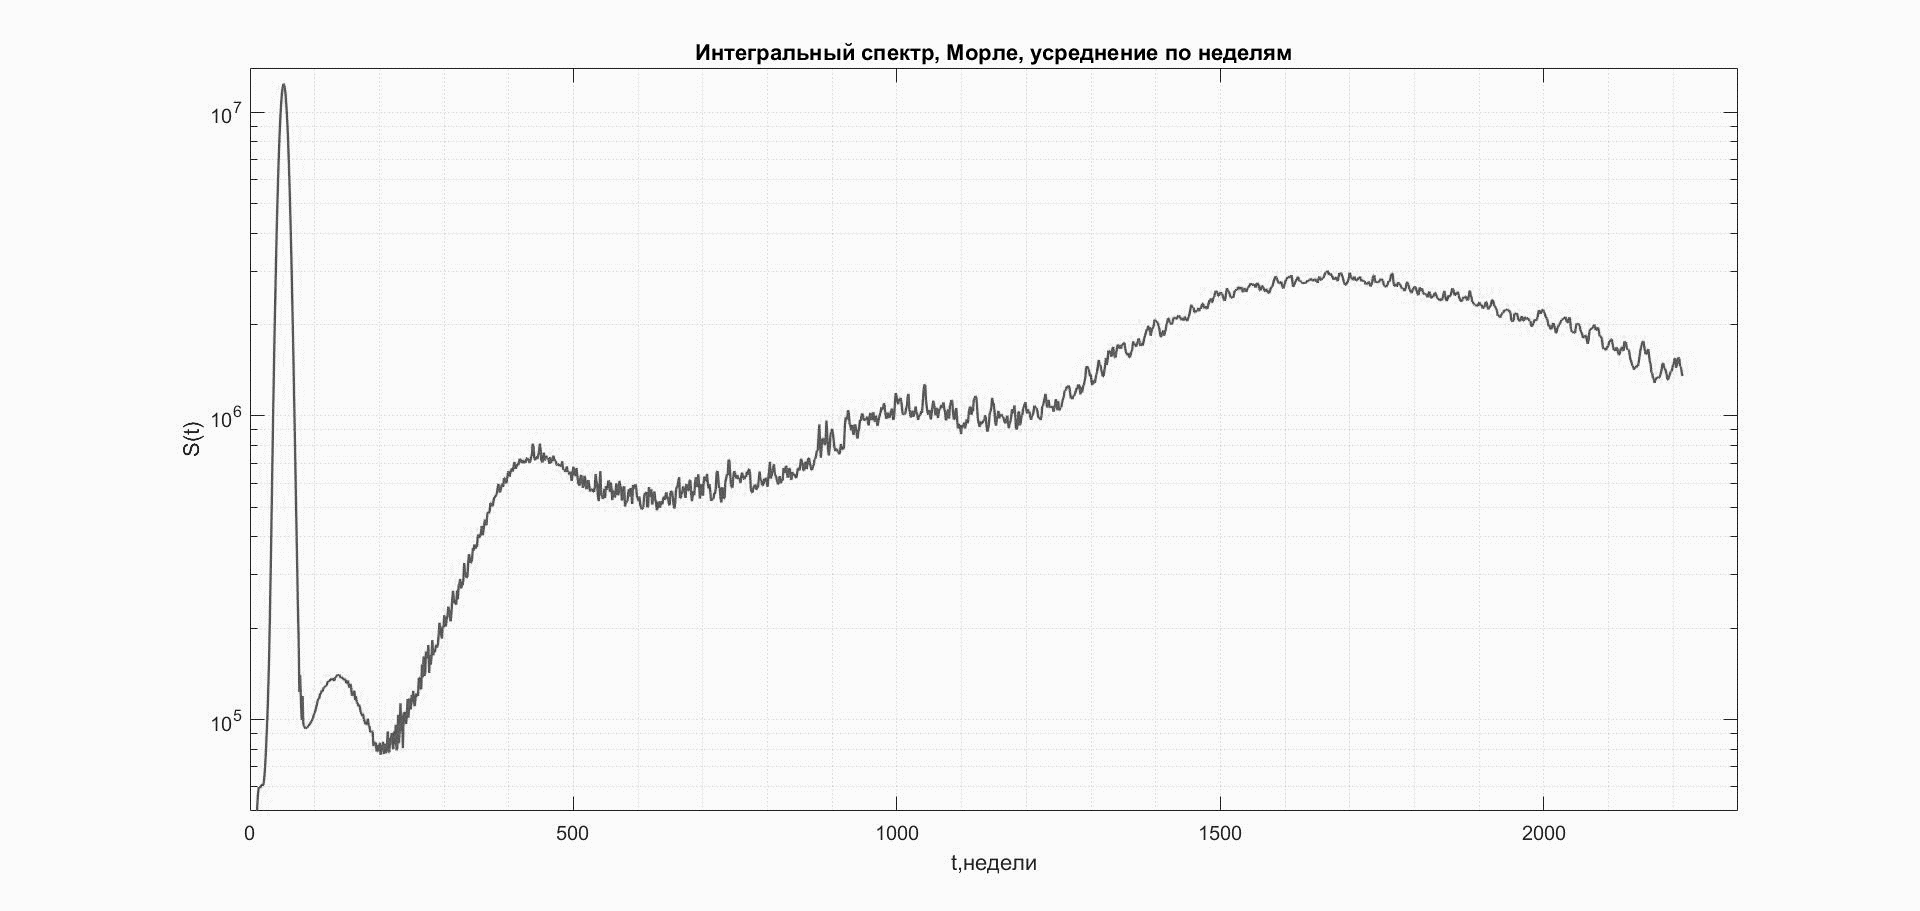 Интегральный спектр, Морле, усреднение по неделям
10^7
10^6
10^5
S(t)
0 500 1000 1500 2000
t,недели